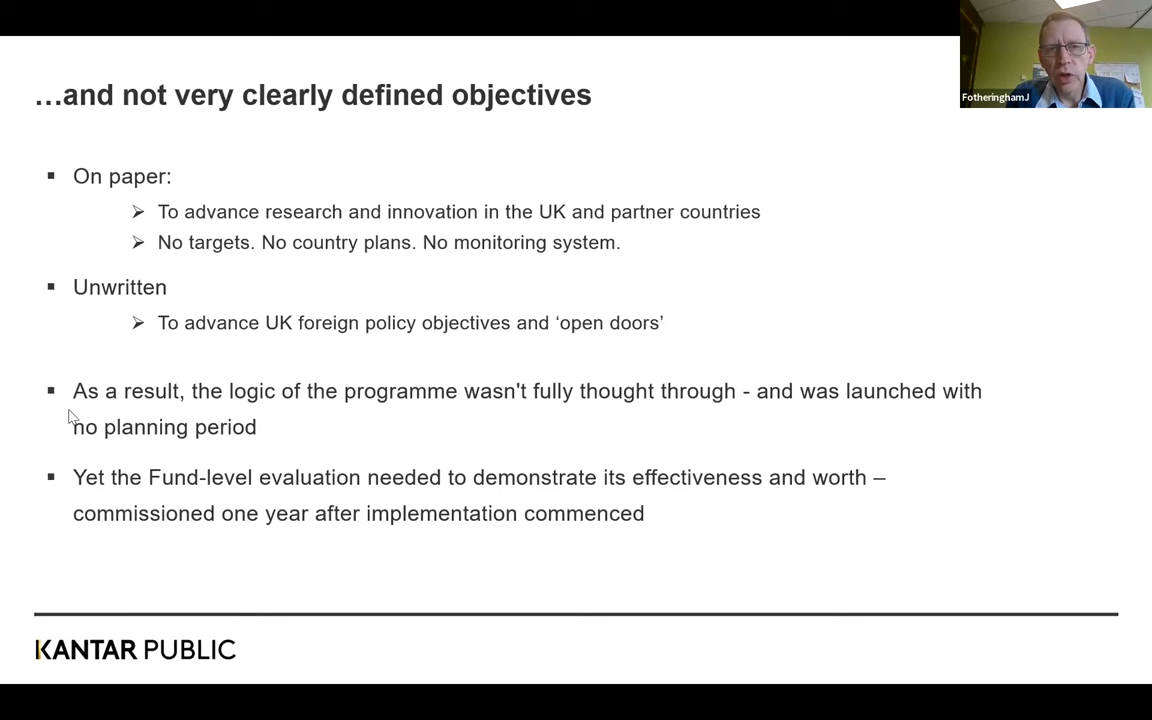 FotheringhamJ
…and not very clearly defined objectives
▪ On paper:
➢ To advance research and innovation in the UK and partner countries
➢ No targets. No country plans. No monitoring system.
▪ Unwritten
➢ To advance UK foreign policy objectives and ‘open doors’
▪ As a result, the logic of the programme wasn't fully thought through - and was launched with
no planning period
▪ Yet the Fund-level evaluation needed to demonstrate its effectiveness and worth –
commissioned one year after implementation commenced
KANTAR PUBLIC